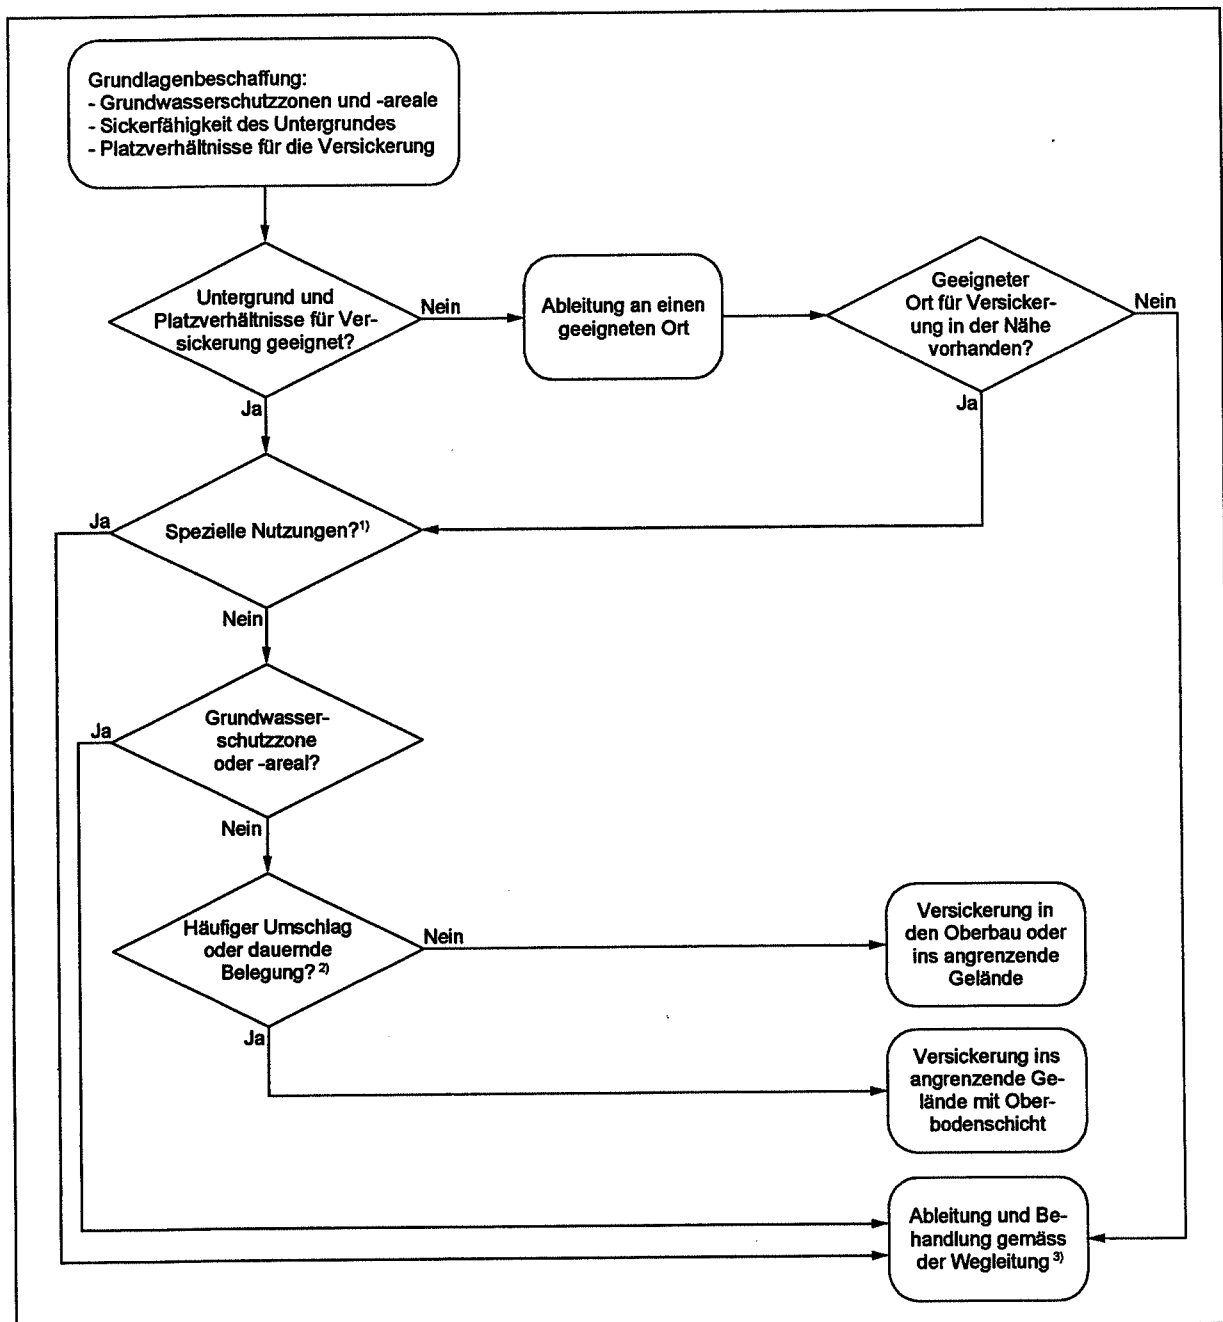 Grundlagenbeschaffung:
- Grundwasserschutzzonen und -areale
- Sickerfähigkeit des Untergrundes
- Platzverhältnisse für die Versickerung
Untergrund und
Platzverhältnisse für Ver-
sickerung geeignet?
Nein
Ja
Ableitung an einen
geeigneten Ort
Geeigneter
Ort für Versicker-
ung in der Nähe
vorhanden?
Nein
Ja
Spezielle Nutzungen?1)
Ja
Nein
Grundwasser-
schutzzone
oder -areal?
Ja
Nein
Häufiger Umschlag
oder dauernde
Belegung? 2)
Nein
Ja
Versickerung in
den Oberbau oder
ins angrenzende
Gelände
Versickerung ins
angrenzende Ge-
lände mit Ober-
bodenschicht
Ableitung und Be-
handlung gemäss
der Wegleitung 3)